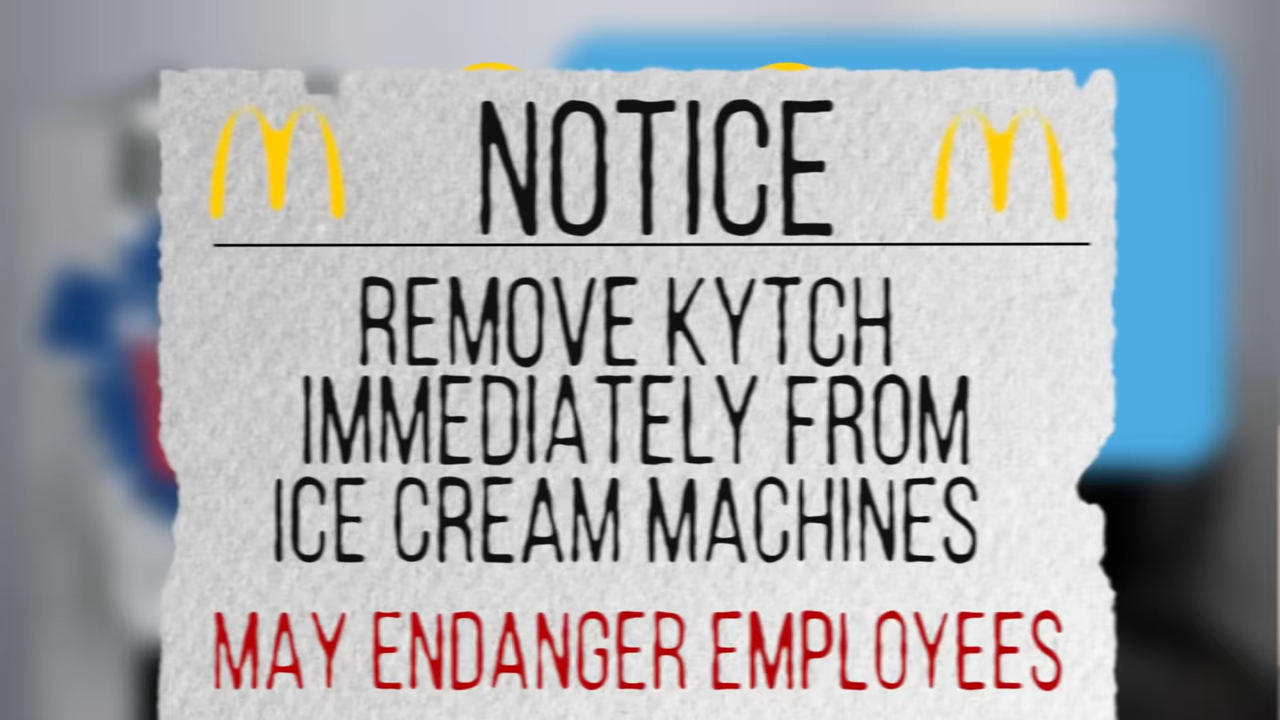 NOTICE
REMOVE KYTCH
IMMEDIATELY FROM
ICE CREAM MACHINES
MAY ENDANGER EMPLOYEES